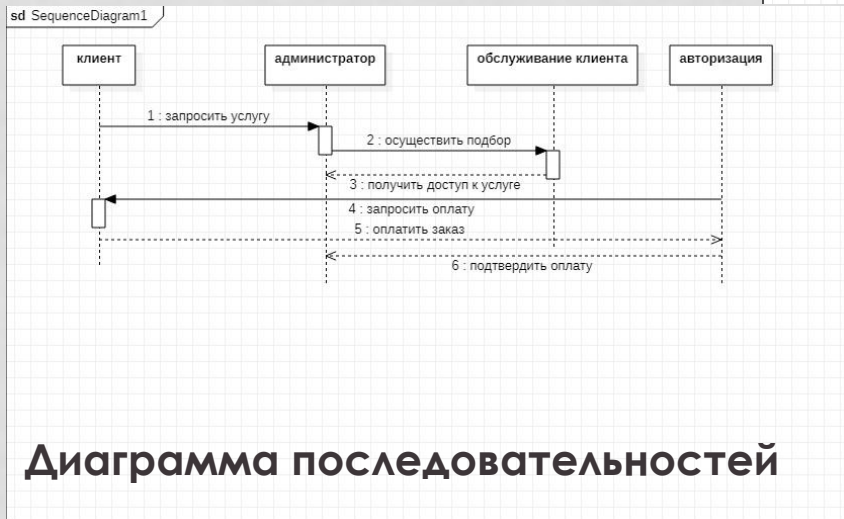 sd SequenceDiagram1
клиент
администратор
обслуживание клиента
авторизация
1 : запросить услугу
2 : осуществить подбор
3 : получить доступ к услуге
4 : запросить оплату
5 : оплатить заказ
6 : подтвердить оплату
Диаграмма последовательностей